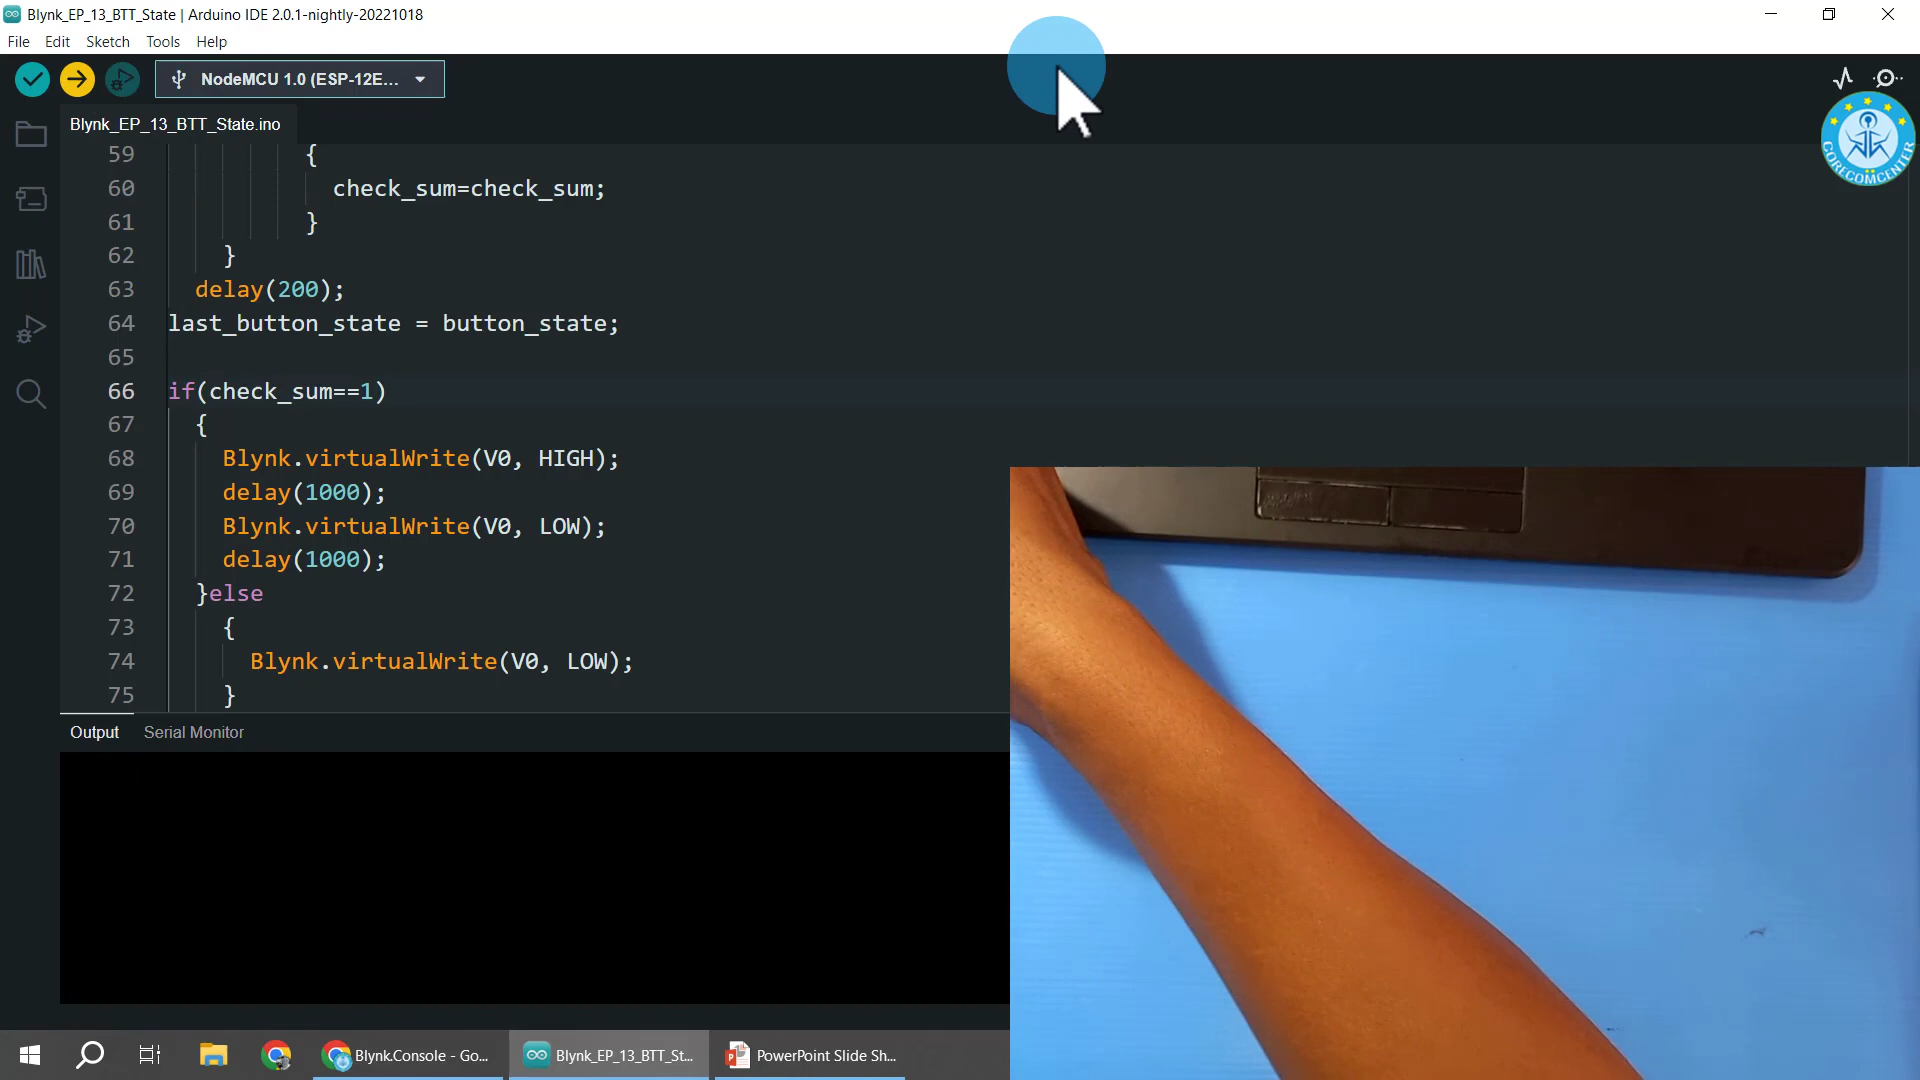 Blynk_EP_13_BTT_State | Arduino IDE 2.0.1-nightly-20221018
File Edit Sketch Tools Help
NodeMCU 1.0 (ESP-12E...
Blynk_EP_13_BTT_State.ino
CORECOMCENTER
59 {
60 check_sum=check_sum;
61 }
62 }
63 delay(200);
64 last_button_state = button_state;
65
66 if(check_sum==1)
67 {
68 Blynk.virtualWrite(V0, HIGH);
69 delay(1000);
70 Blynk.virtualWrite(V0, LOW);
71 delay(1000);
72 }else
73 {
74 Blynk.virtualWrite(V0, LOW);
75 }
Output Serial Monitor
Blynk.Console - Go... Blynk_EP_13_BTT_St... PowerPoint Slide Sh...